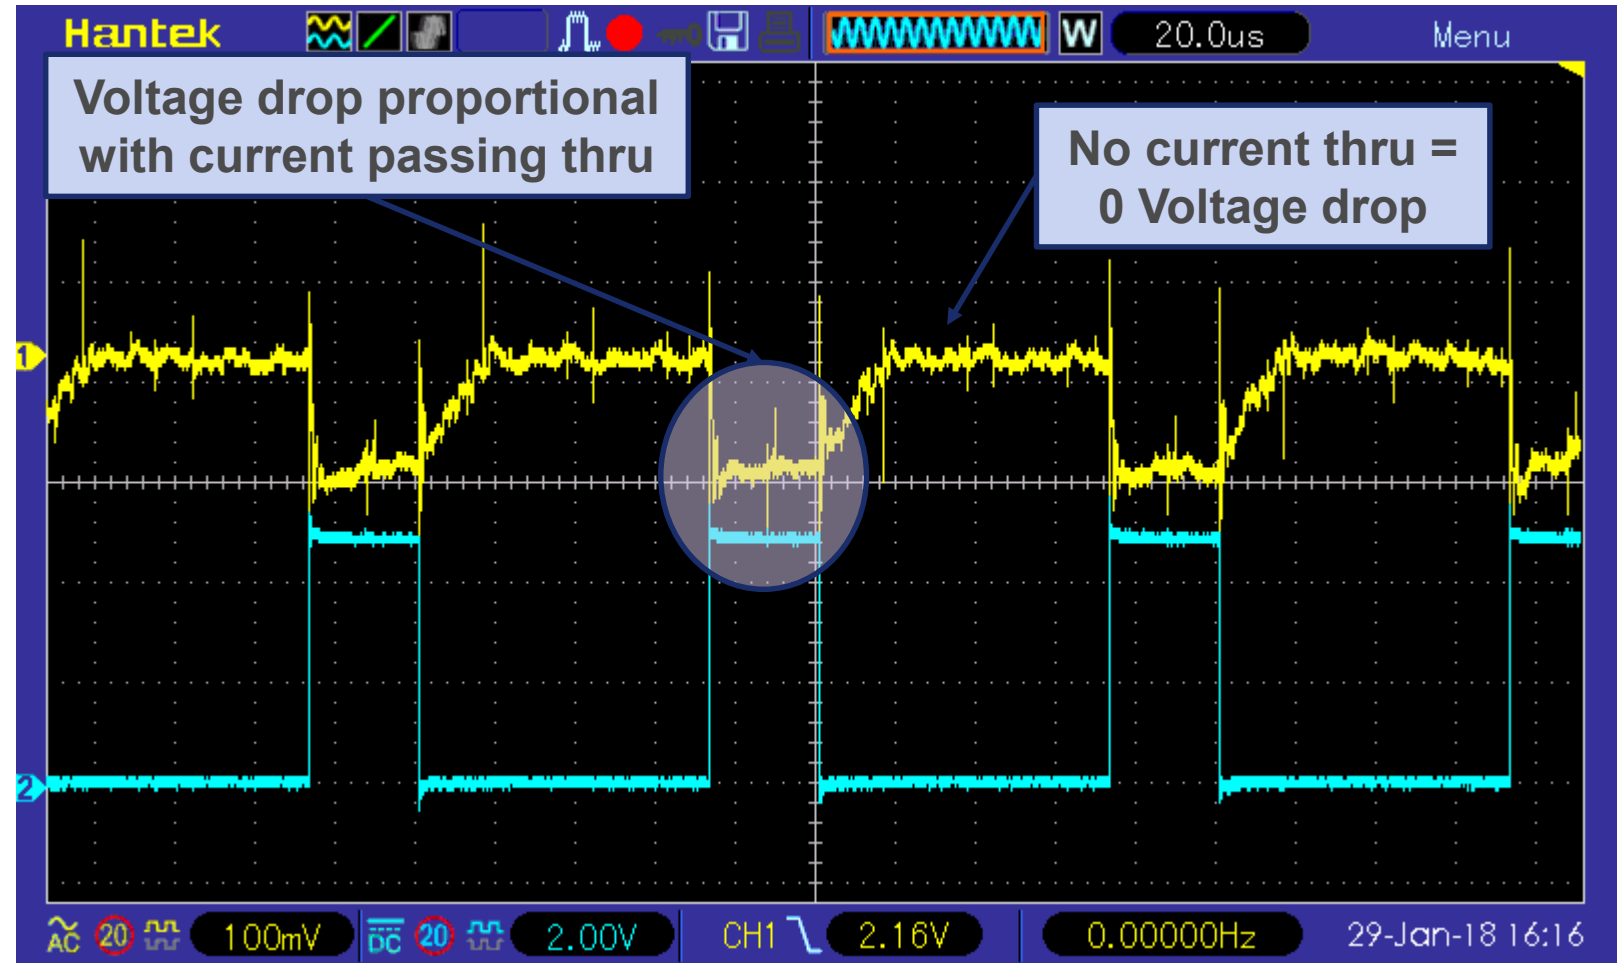 Hantek
W
20.0us
Menu
Voltage drop proportional
with current passing thru
No current thru =
0 Voltage drop
1
2
AC
20
100mV
DC
20
2.00V
CH1
2.16V
0.00000Hz
29-Jan-18 16:16